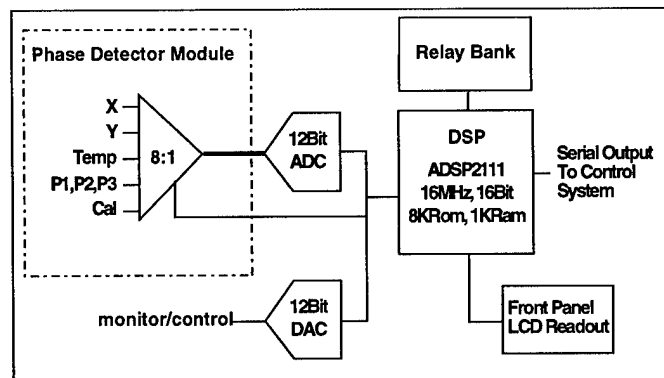 Phase Detector Module
X
Y
Temp
P1,P2,P3
Cal
8:1
12Bit
ADC
monitor/control
12Bit
DAC
Relay Bank
DSP
ADSP2111
16MHz, 16Bit
8KRom, 1KRam
Serial Output
To Control
System
Front Panel
LCD Readout